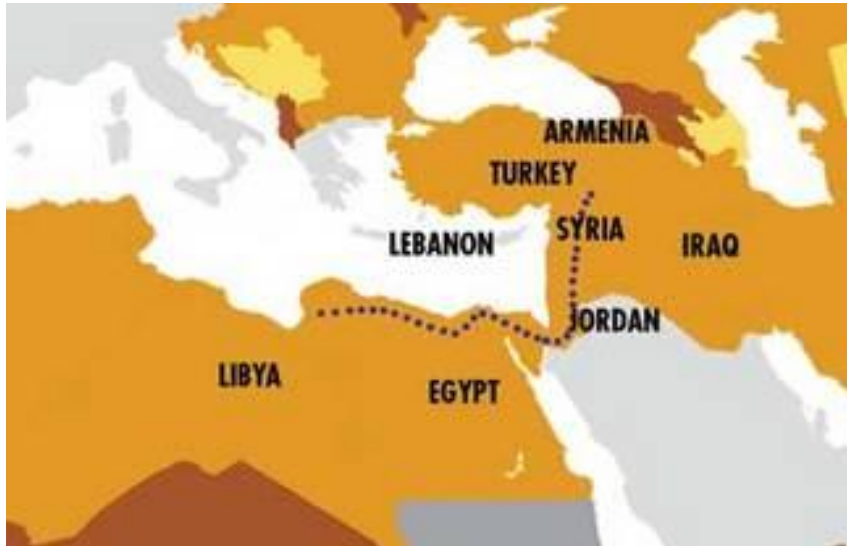 ARMENIA
TURKEY
SYRIA
LEBANON
IRAQ
JORDAN
LIBYA
EGYPT